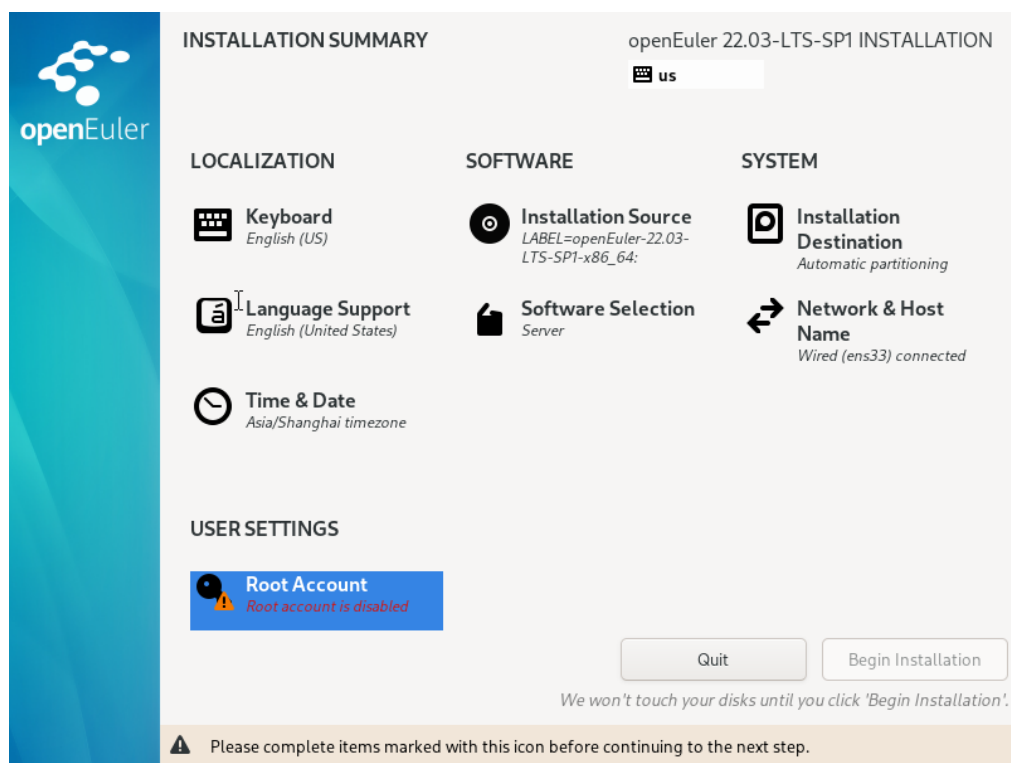 openEuler
INSTALLATION SUMMARY
openEuler 22.03-LTS-SP1 INSTALLATION
us
LOCALIZATION
Keyboard
English (US)
Language Support
English (United States)
Time & Date
Asia/Shanghai timezone
SOFTWARE
Installation Source
LABEL=openEuler-22.03-
LTS-SP1-x86_64:
Software Selection
Server
SYSTEM
Installation
Destination
Automatic partitioning
Network & Host
Name
Wired (ens33) connected
USER SETTINGS
Root Account
Root account is disabled
Quit
Begin Installation
We won't touch your disks until you click 'Begin Installation'.
Please complete items marked with this icon before continuing to the next step.